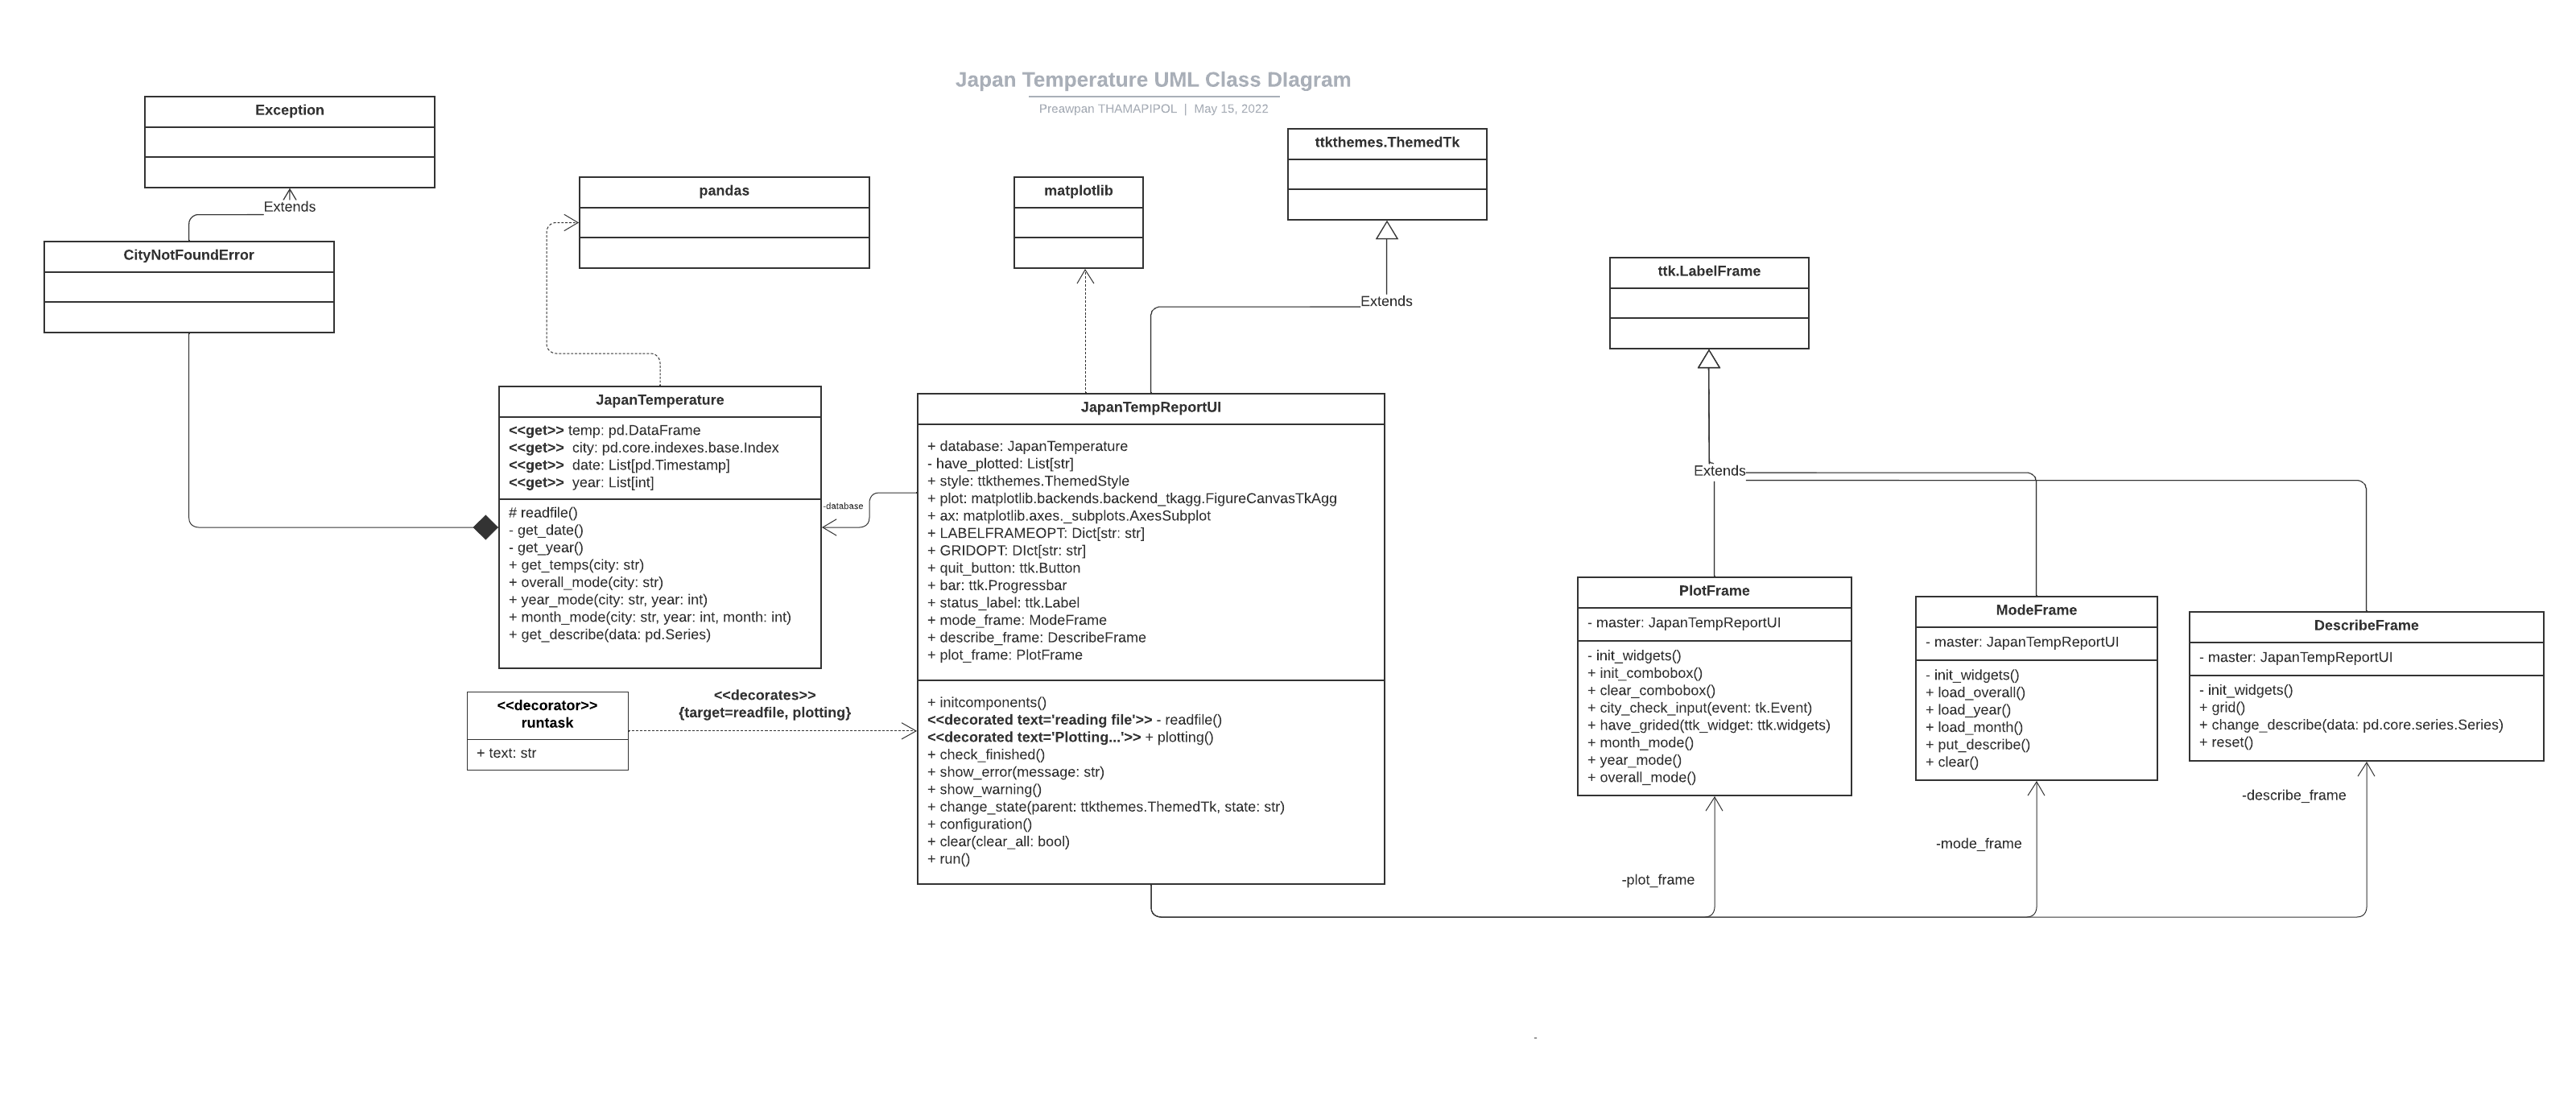 Japan Temperature UML Class DIagram
Preawpan THAMAPIPOL | May 15, 2022
Exception
Extends
CityNotFoundError
pandas
matplotlib
ttkthemes.ThemedTk
Extends
ttk.LabelFrame
Extends
JapanTemperature
<<get>> temp: pd.DataFrame
<<get>> city: pd.core.indexes.base.Index
<<get>> date: List[pd.Timestamp]
<<get>> year: List[int]
# readfile()
- get_date()
- get_year()
+ get_temps(city: str)
+ overall_mode(city: str)
+ year_mode(city: str, year: int)
+ month_mode(city: str, year: int, month: int)
+ get_describe(data: pd.Series)
-database
<<decorator>>
runtask
+ text: str
<<decorates>>
{target=readfile, plotting}
JapanTempReportUI
+ database: JapanTemperature
- have_plotted: List[str]
+ style: ttkthemes.ThemedStyle
+ plot: matplotlib.backends.backend_tkagg.FigureCanvasTkAgg
+ ax: matplotlib.axes._subplots.AxesSubplot
+ LABELFRAMEOPT: Dict[str: str]
+ GRIDOPT: DIct[str: str]
+ quit_button: ttk.Button
+ bar: ttk.Progressbar
+ status_label: ttk.Label
+ mode_frame: ModeFrame
+ describe_frame: DescribeFrame
+ plot_frame: PlotFrame
+ initcomponents()
<<decorated text='reading file'>> - readfile()
<<decorated text='Plotting...'>> + plotting()
+ check_finished()
+ show_error(message: str)
+ show_warning()
+ change_state(parent: ttkthemes.ThemedTk, state: str)
+ configuration()
+ clear(clear_all: bool)
+ run()
PlotFrame
- master: JapanTempReportUI
- init_widgets()
+ init_combobox()
+ clear_combobox()
+ city_check_input(event: tk.Event)
+ have_grided(ttk_widget: ttk.widgets)
+ month_mode()
+ year_mode()
+ overall_mode()
-plot_frame
ModeFrame
- master: JapanTempReportUI
- init_widgets()
+ load_overall()
+ load_year()
+ load_month()
+ put_describe()
+ clear()
-mode_frame
DescribeFrame
- master: JapanTempReportUI
- init_widgets()
+ grid()
+ change_describe(data: pd.core.series.Series)
+ reset()
-describe_frame
-